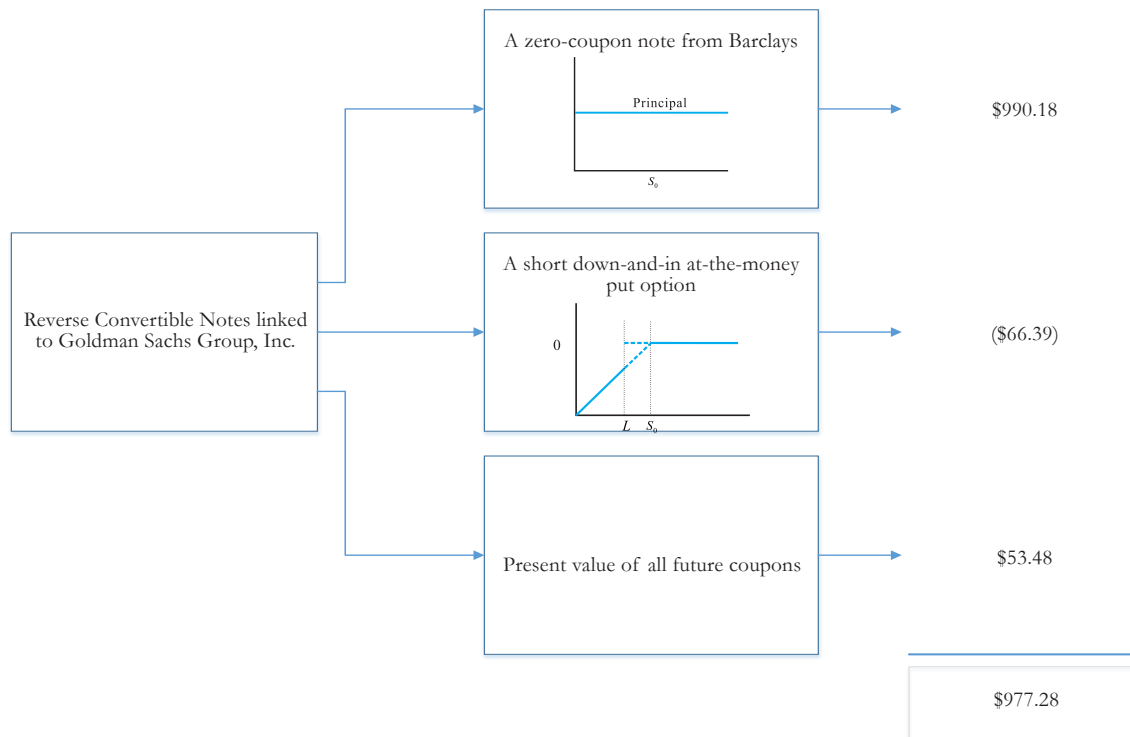 A zero-coupon note from Barclays
Principal
S₀
$990.18
Reverse Convertible Notes linked
to Goldman Sachs Group, Inc.
A short down-and-in at-the-money
put option
0
L S₀
($66.39)
Present value of all future coupons
$53.48
$977.28